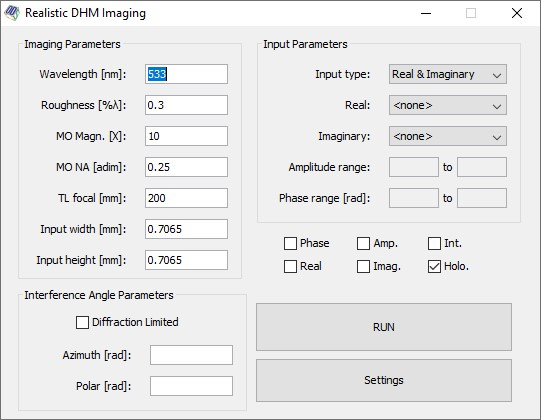 Realistic DHM Imaging
Imaging Parameters
Wavelength [nm]: 533
Roughness [%λ]: 0.3
MO Magn. [X]: 10
MO NA [adim]: 0.25
TL focal [mm]: 200
Input width [mm]: 0.7065
Input height [mm]: 0.7065
Interference Angle Parameters
Diffraction Limited
Azimuth [rad]:
Polar [rad]:
Input Parameters
Input type: Real & Imaginary
Real: <none>
Imaginary: <none>
Amplitude range: to
Phase range [rad]: to
Phase Amp. Int.
Real Imag. Holo.
RUN
Settings